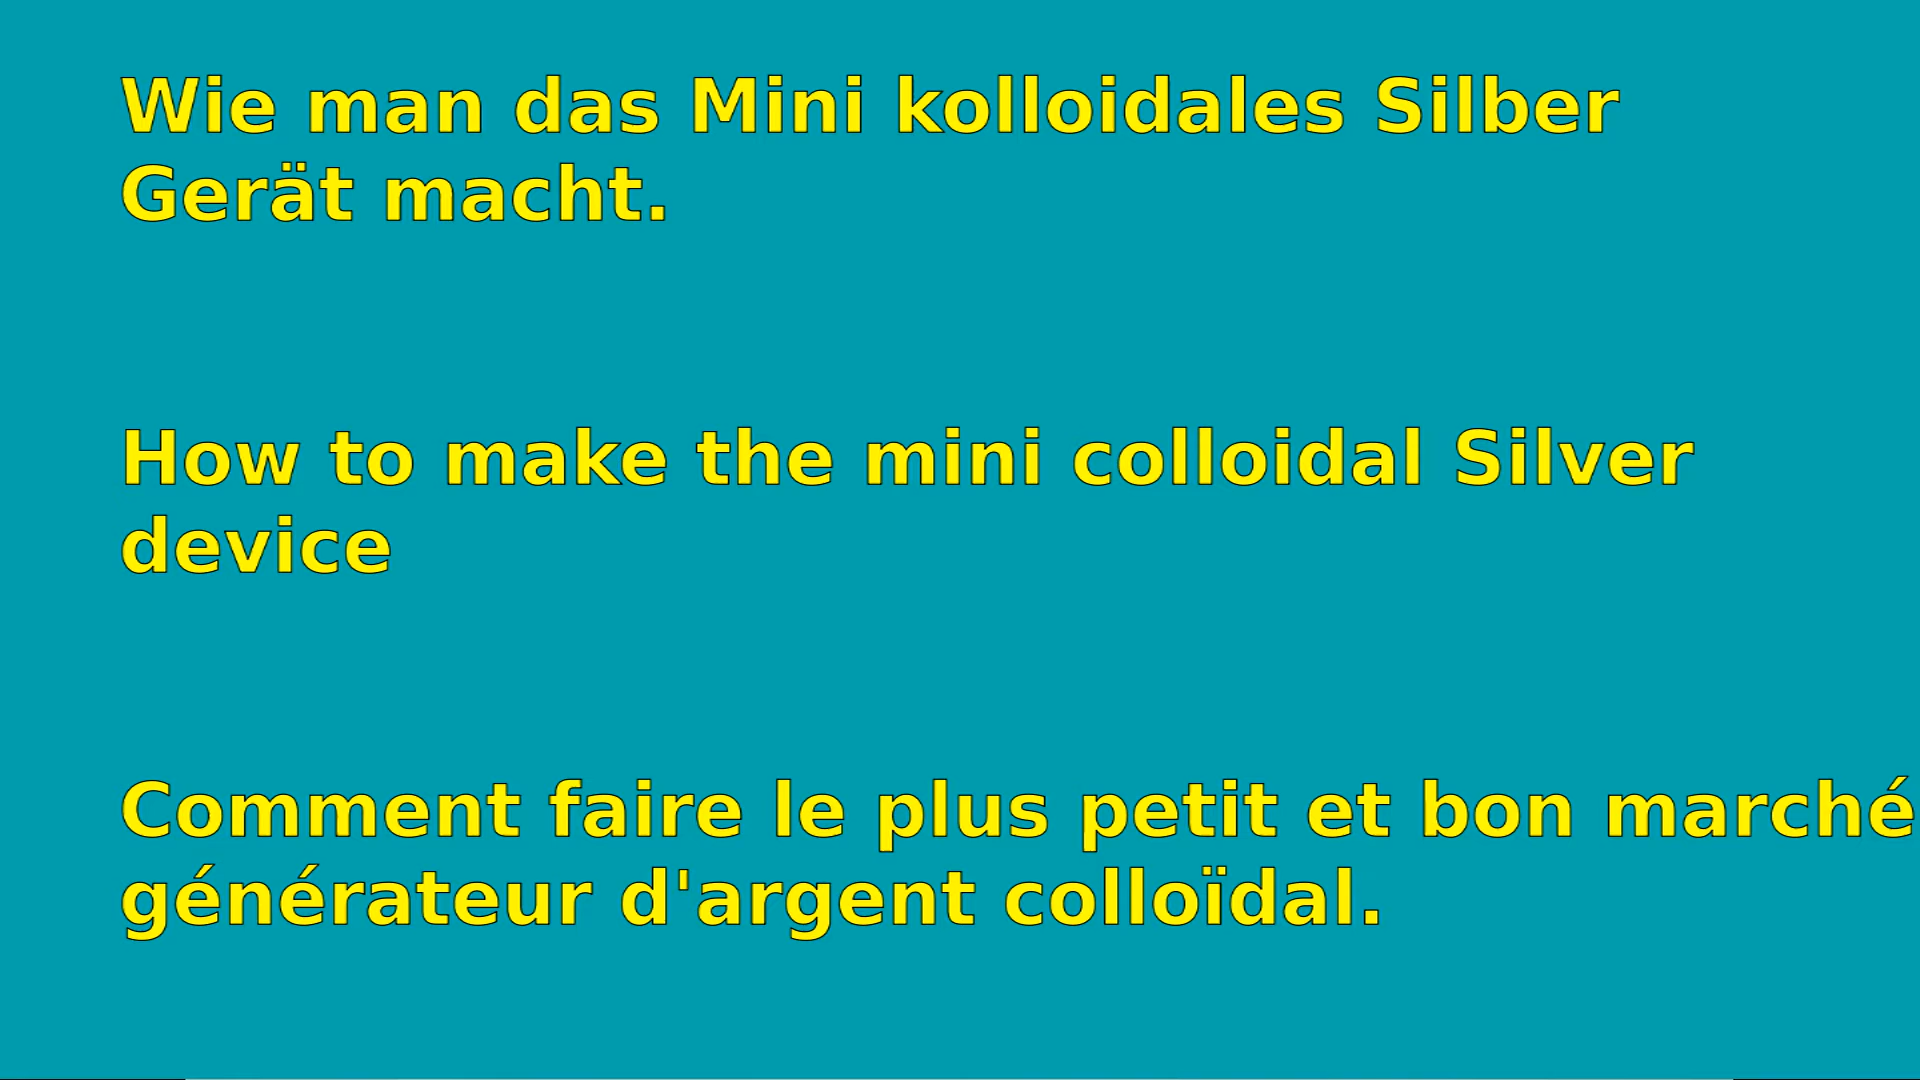 Wie man das Mini kolloidales Silber
Gerät macht.
How to make the mini colloidal Silver
device
Comment faire le plus petit et bon marché
générateur d'argent colloïdal.